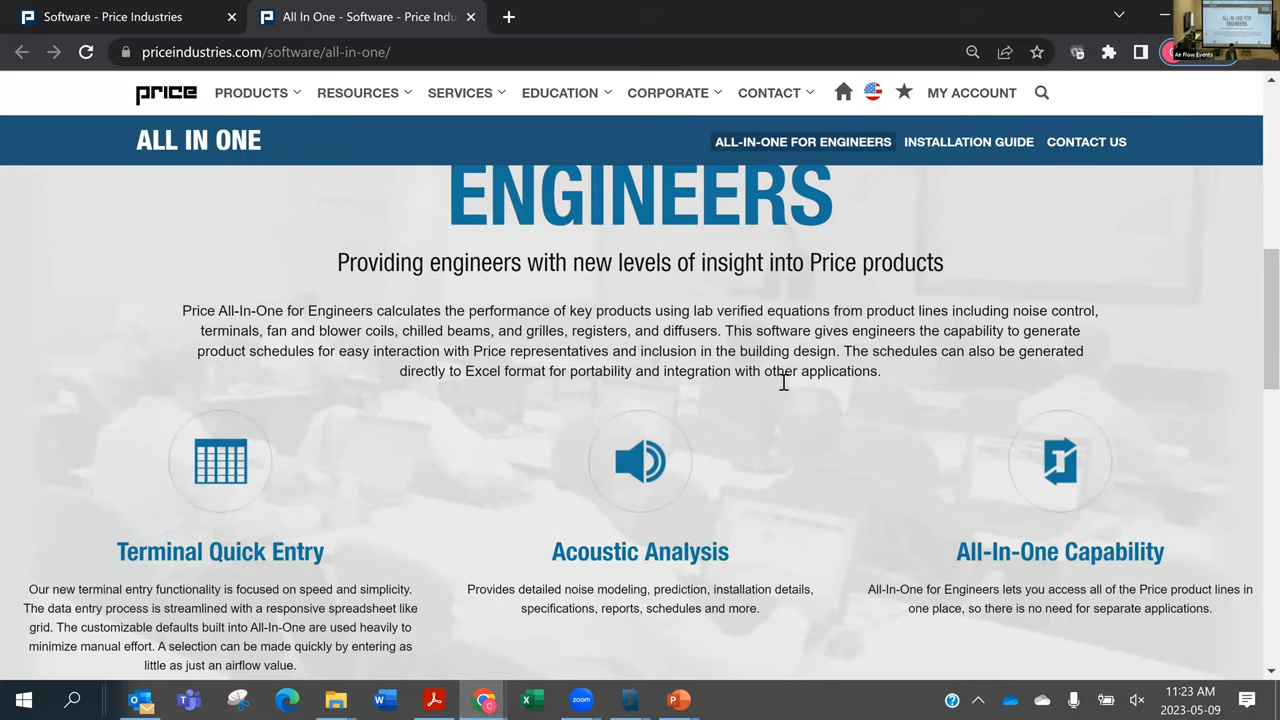 Software - Price Industries
All In One - Software - Price Indu
priceindustries.com/software/all-in-one/
Air Flow Events
price
PRODUCTS
RESOURCES
SERVICES
EDUCATION
CORPORATE
CONTACT
MY ACCOUNT
ALL IN ONE
ALL-IN-ONE FOR ENGINEERS
INSTALLATION GUIDE
CONTACT US
ENGINEERS
Providing engineers with new levels of insight into Price products
Price All-In-One for Engineers calculates the performance of key products using lab verified equations from product lines including noise control,
terminals, fan and blower coils, chilled beams, and grilles, registers, and diffusers. This software gives engineers the capability to generate
product schedules for easy interaction with Price representatives and inclusion in the building design. The schedules can also be generated
directly to Excel format for portability and integration with other applications.
Terminal Quick Entry
Our new terminal entry functionality is focused on speed and simplicity.
The data entry process is streamlined with a responsive spreadsheet like
grid. The customizable defaults built into All-In-One are used heavily to
minimize manual effort. A selection can be made quickly by entering as
little as just an airflow value.
Acoustic Analysis
Provides detailed noise modeling, prediction, installation details,
specifications, reports, schedules and more.
All-In-One Capability
All-In-One for Engineers lets you access all of the Price product lines in
one place, so there is no need for separate applications.
zoom
11:23 AM
2023-05-09